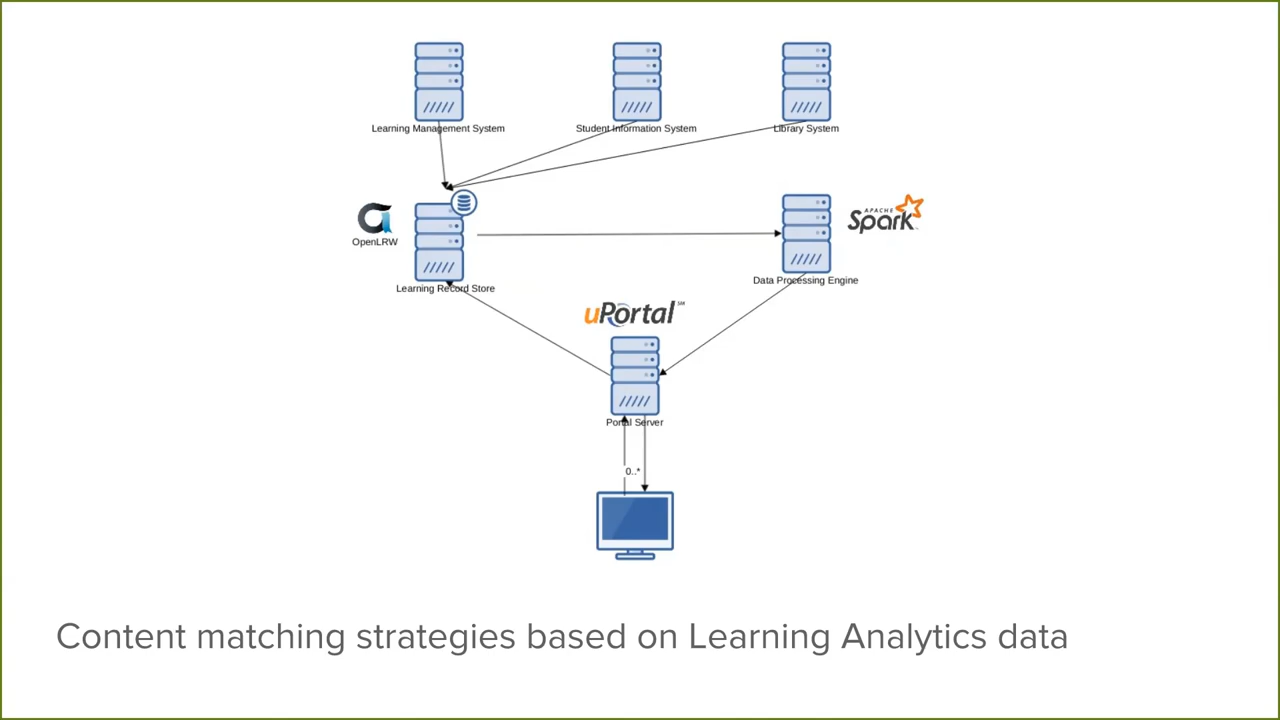 Learning Management System
Student Information System
Library System
OpenLRW
APACHE
Spark
Learning Record Store
Data Processing Engine
uPortal SM
Portal Server
0..*
Content matching strategies based on Learning Analytics data